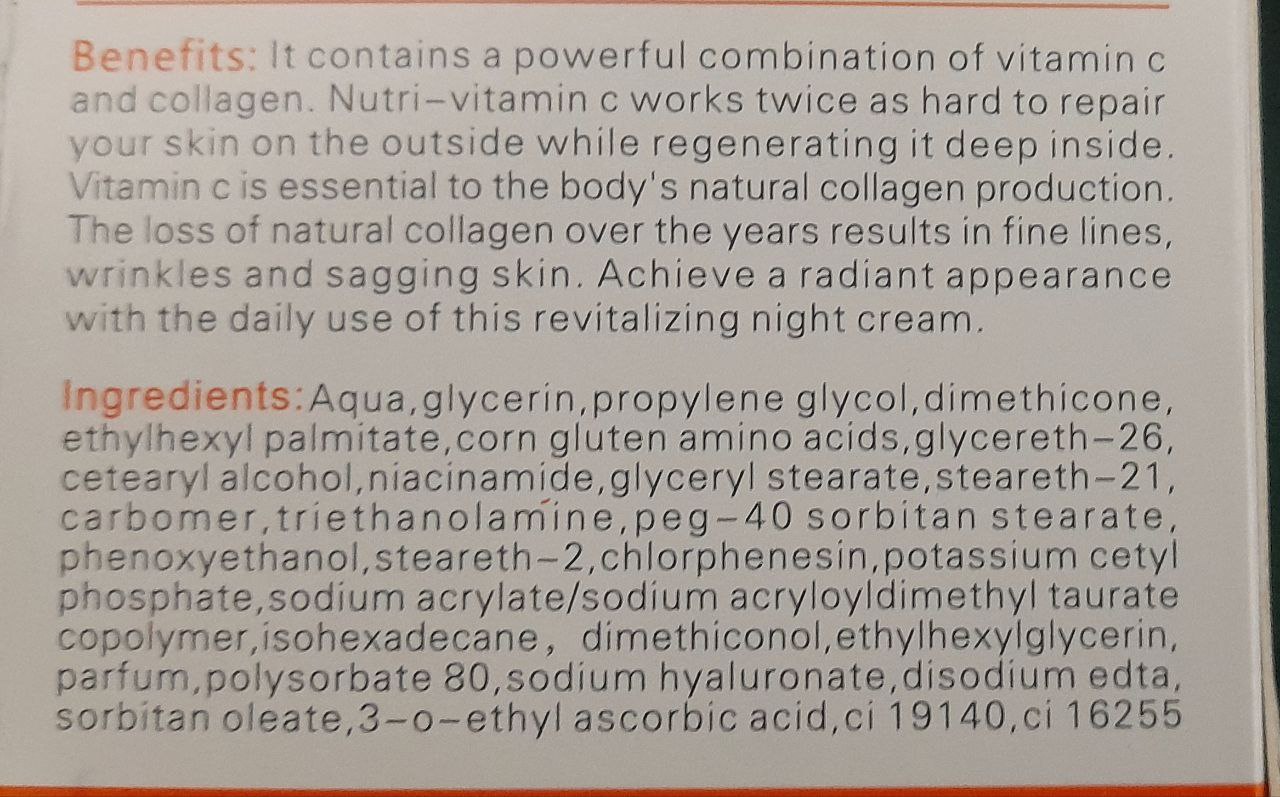 Benefits: It contains a powerful combination of vitamin c
and collagen. Nutri-vitamin c works twice as hard to repair
your skin on the outside while regenerating it deep inside.
Vitamin c is essential to the body's natural collagen production.
The loss of natural collagen over the years results in fine lines,
wrinkles and sagging skin. Achieve a radiant appearance
with the daily use of this revitalizing night cream.
Ingredients:Aqua,glycerin,propylene glycol,dimethicone,
ethylhexyl palmitate,corn gluten amino acids,glycereth-26,
cetearyl alcohol,niacinamide,glyceryl stearate,steareth-21,
carbomer,triethanolamine,peg-40 sorbitan stearate,
phenoxyethanol,steareth-2,chlorphenesin,potassium cetyl
phosphate,sodium acrylate/sodium acryloyldimethyl taurate
copolymer,isohexadecane, dimethiconol,ethylhexylglycerin,
parfum,polysorbate 80,sodium hyaluronate,disodium edta,
sorbitan oleate,3-o-ethyl ascorbic acid,ci 19140,ci 16255